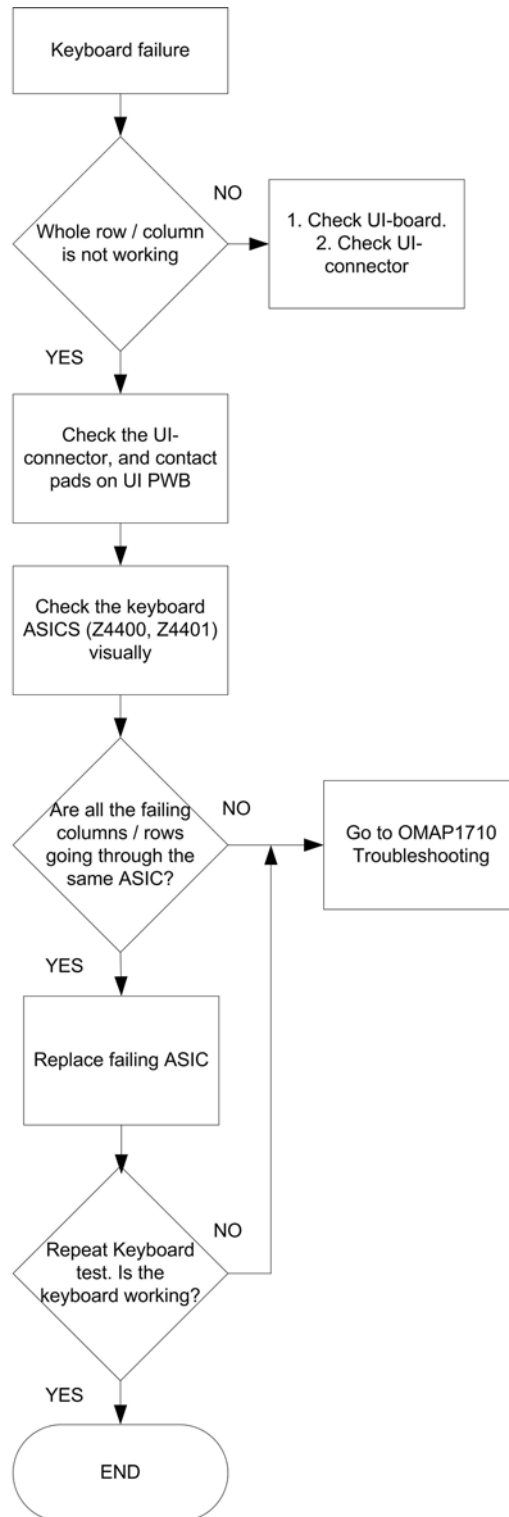 Keyboard failure
NO
Whole row / column
is not working
1. Check UI-board.
2. Check UI-
connector
YES
Check the UI-
connector, and contact
pads on UI PWB
Check the keyboard
ASICS (Z4400, Z4401)
visually
Are all the failing
columns / rows
going through the
same ASIC?
NO
Go to OMAP1710
Troubleshooting
YES
Replace failing ASIC
NO
Repeat Keyboard
test. Is the
keyboard working?
YES
END